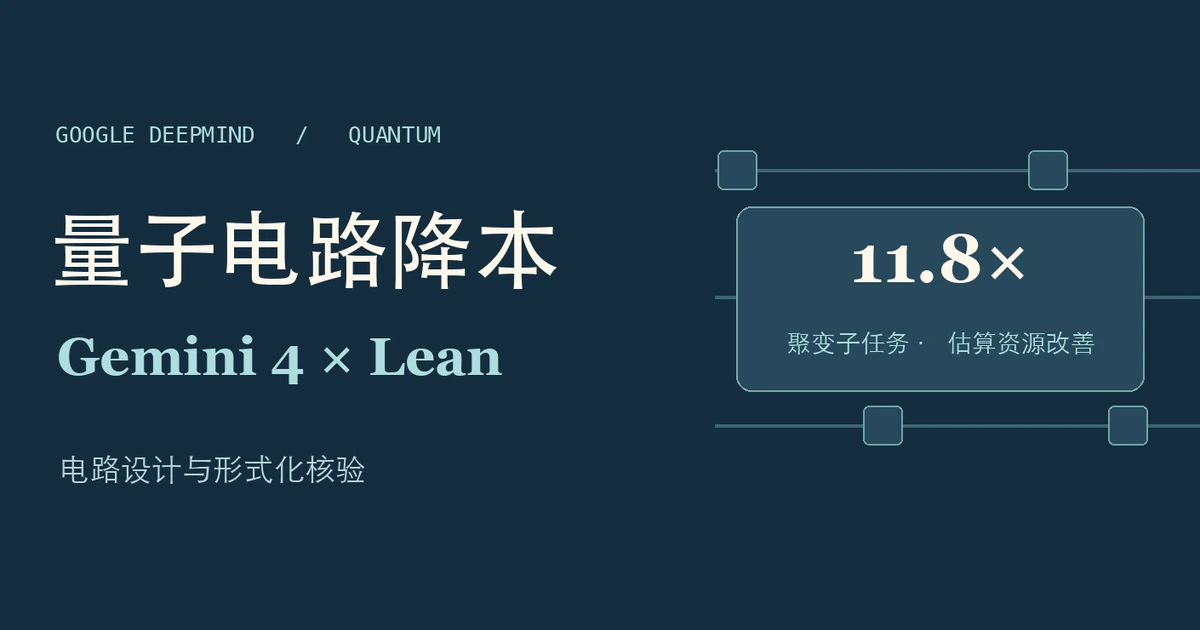 GOOGLE DEEPMIND / QUANTUM
量子电路降本
Gemini 4 × Lean
电路设计与形式化核验
11.8×
聚变子任务 · 估算资源改善